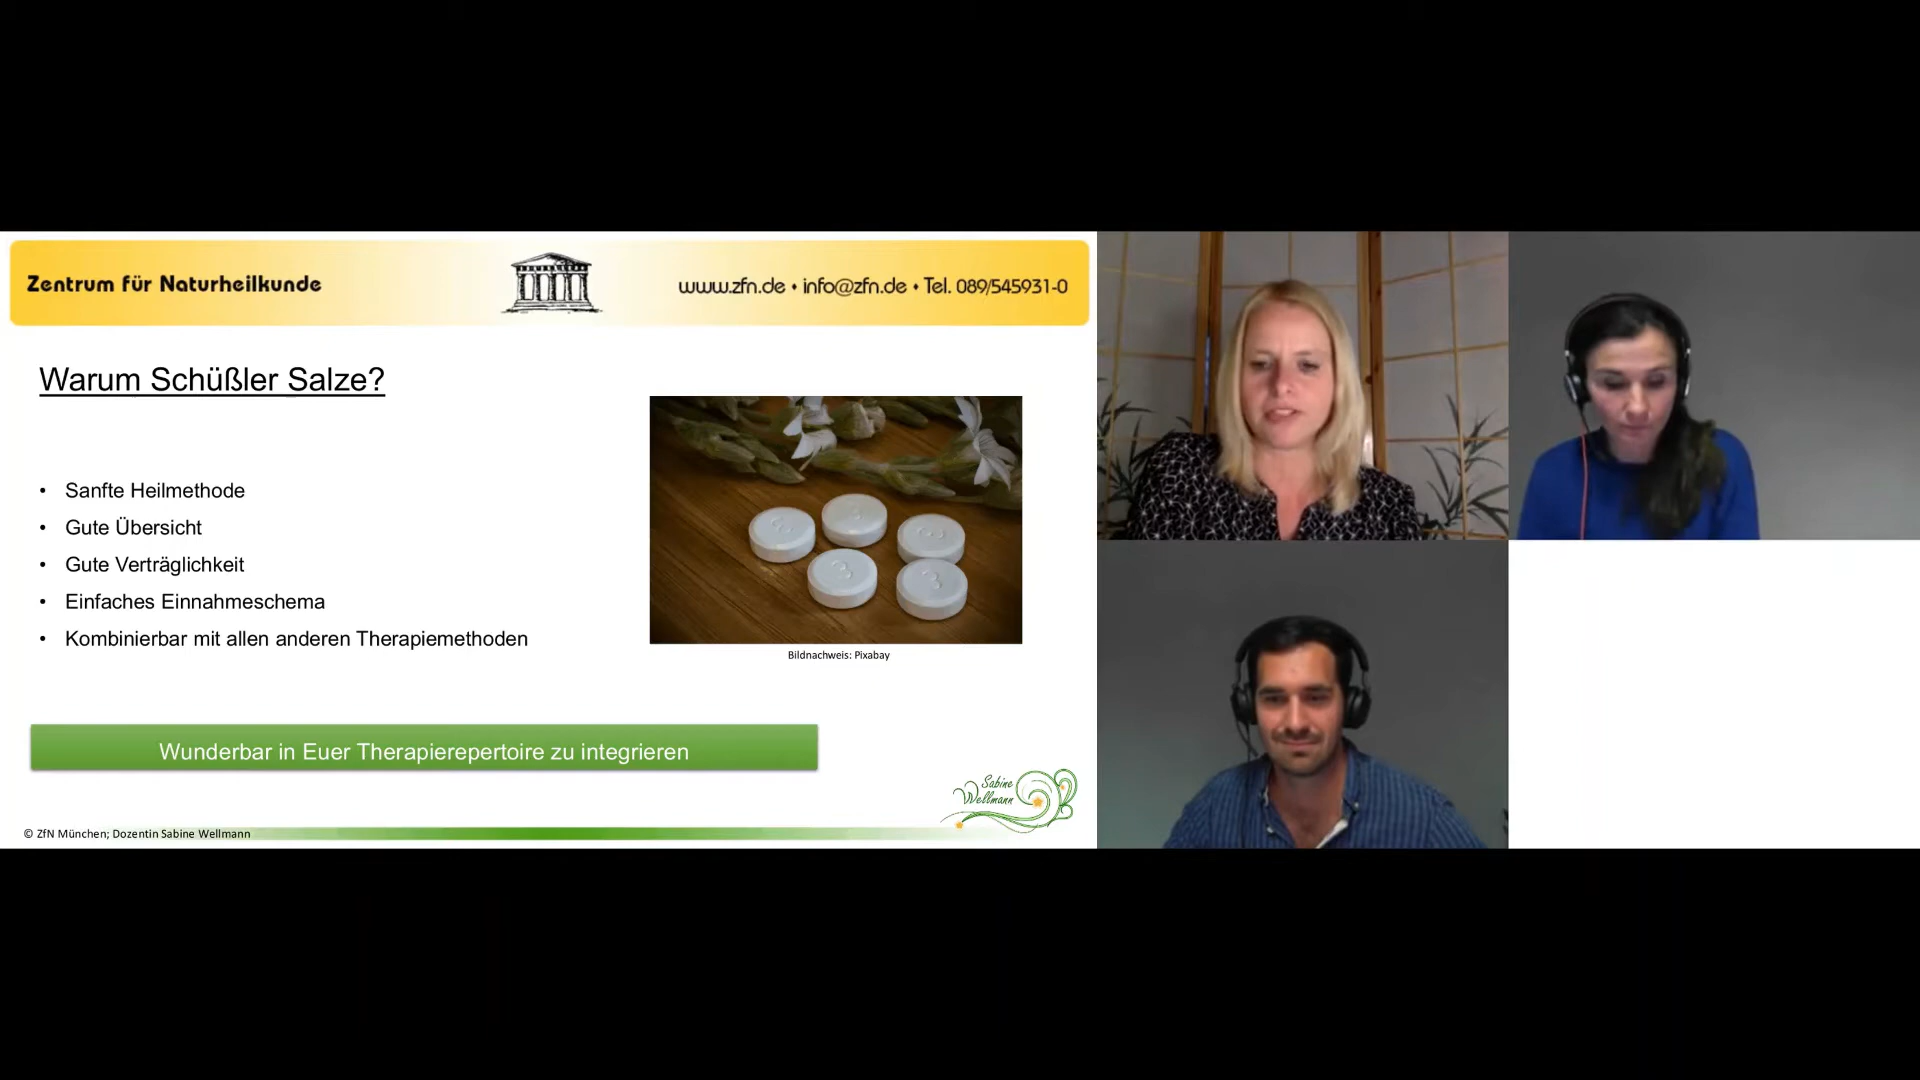 Zentrum für Naturheilkunde
www.zfn.de • info@zfn.de • Tel. 089/545931-0
Warum Schüßler Salze?
• Sanfte Heilmethode
• Gute Übersicht
• Gute Verträglichkeit
• Einfaches Einnahmeschema
• Kombinierbar mit allen anderen Therapiemethoden
3
3
Bildnachweis: Pixabay
Wunderbar in Euer Therapierepertoire zu integrieren
Sabine
Wellmann
© ZfN München; Dozentin Sabine Wellmann